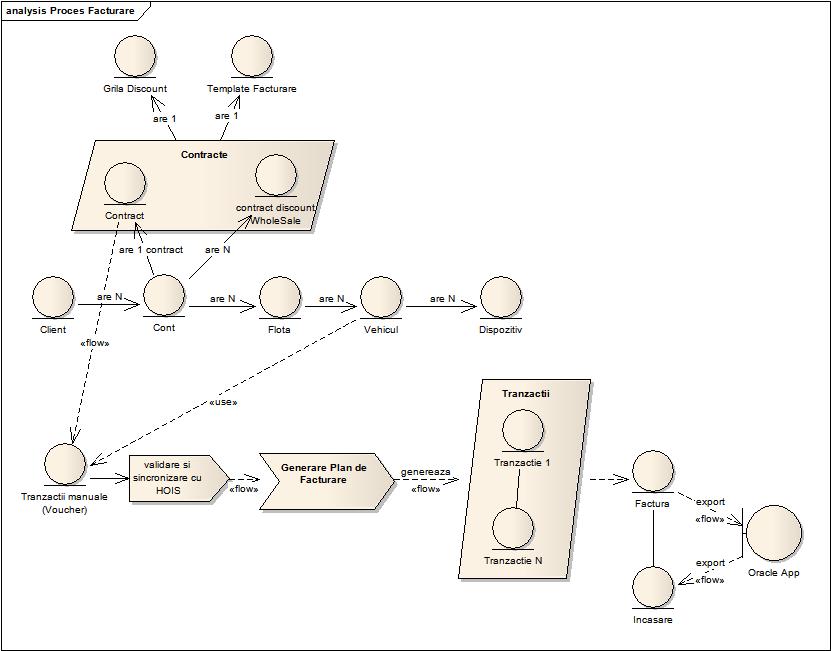 analysis Proces Facturare
Grila Discount
Template Facturare
are 1
are 1
Contracte
Contract
contract discount
WholeSale
are 1 contract
are N
are N
are N
are N
are N
Client
Cont
Flota
Vehicul
Dispozitiv
«flow»
«use»
Tranzactii
Tranzactie 1
Tranzactie N
Tranzactii manuale
(Voucher)
validare si
sincronizare cu
HOIS
«flow»
Generare Plan de
Facturare
genereaza
«flow»
Factura
export
«flow»
Oracle App
export
«flow»
Incasare